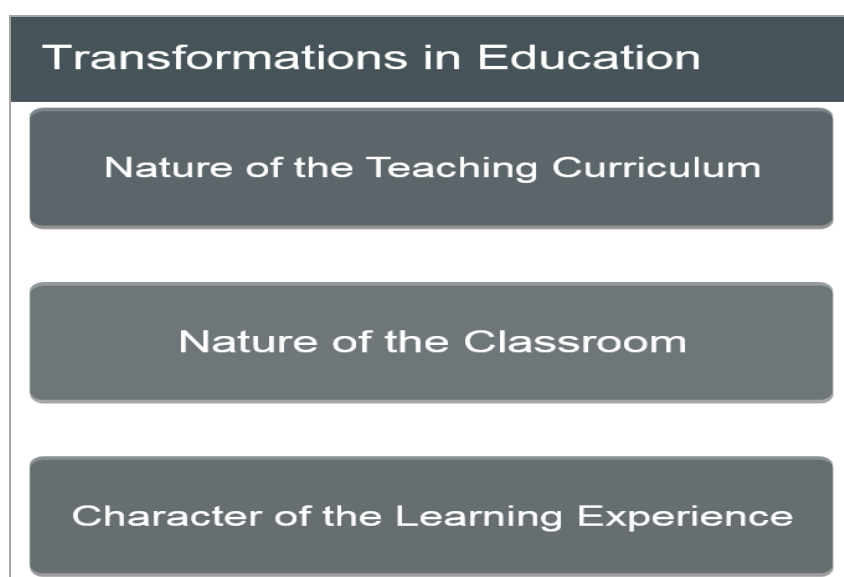 Transformations in Education
Nature of the Teaching Curriculum
Nature of the Classroom
Character of the Learning Experience